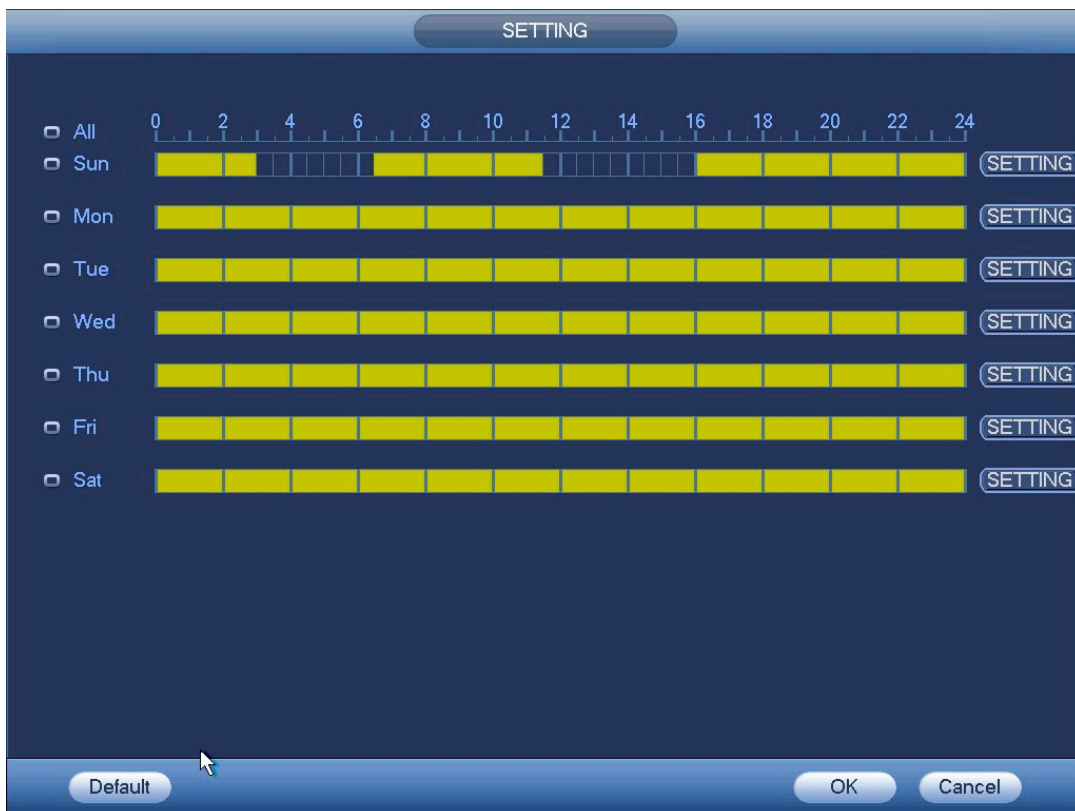 SETTING
All 0 2 4 6 8 10 12 14 16 18 20 22 24
Sun SETTING
Mon SETTING
Tue SETTING
Wed SETTING
Thu SETTING
Fri SETTING
Sat SETTING
Default OK Cancel